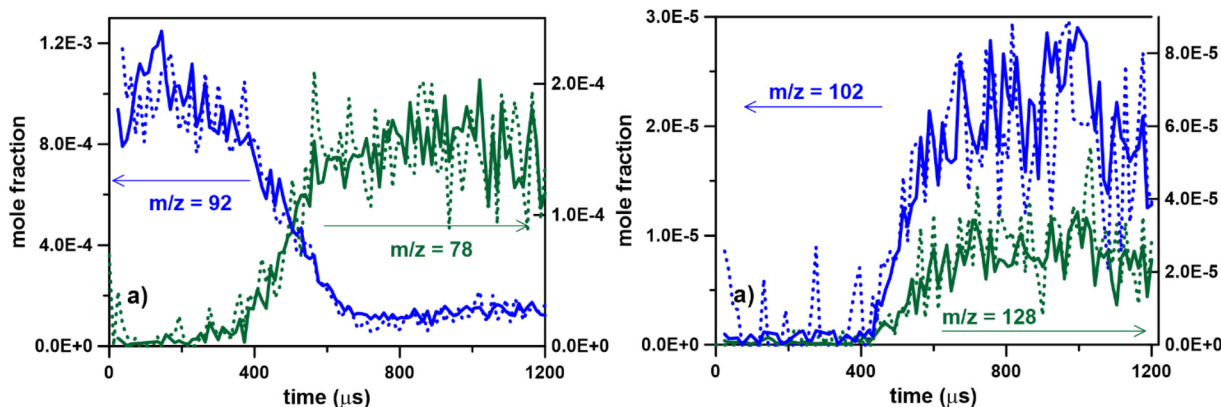 1.2E-3
8.0E-4
4.0E-4
0.0E+0
mole fraction
m/z = 92
m/z = 78
a)
2.0E-4
1.0E-4
0.0E+0
0
400
800
1200
time (μs)
3.0E-5
2.0E-5
1.0E-5
0.0E+0
mole fraction
m/z = 102
a)
m/z = 128
8.0E-5
6.0E-5
4.0E-5
2.0E-5
0.0E+0
0
400
800
1200
time (μs)